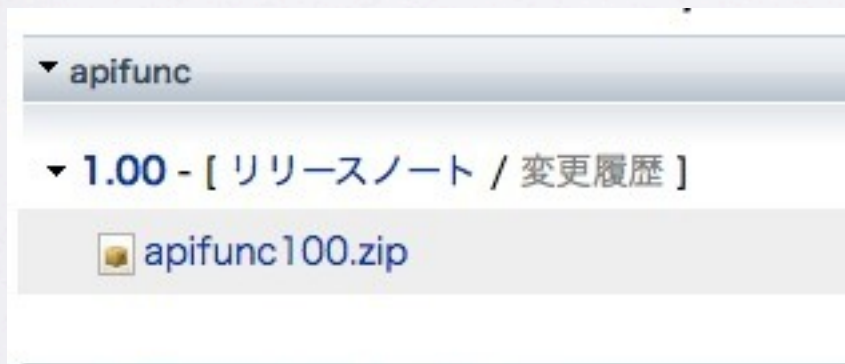 apifunc
1.00 - [ リリースノート / 変更履歴 ]
apifunc100.zip